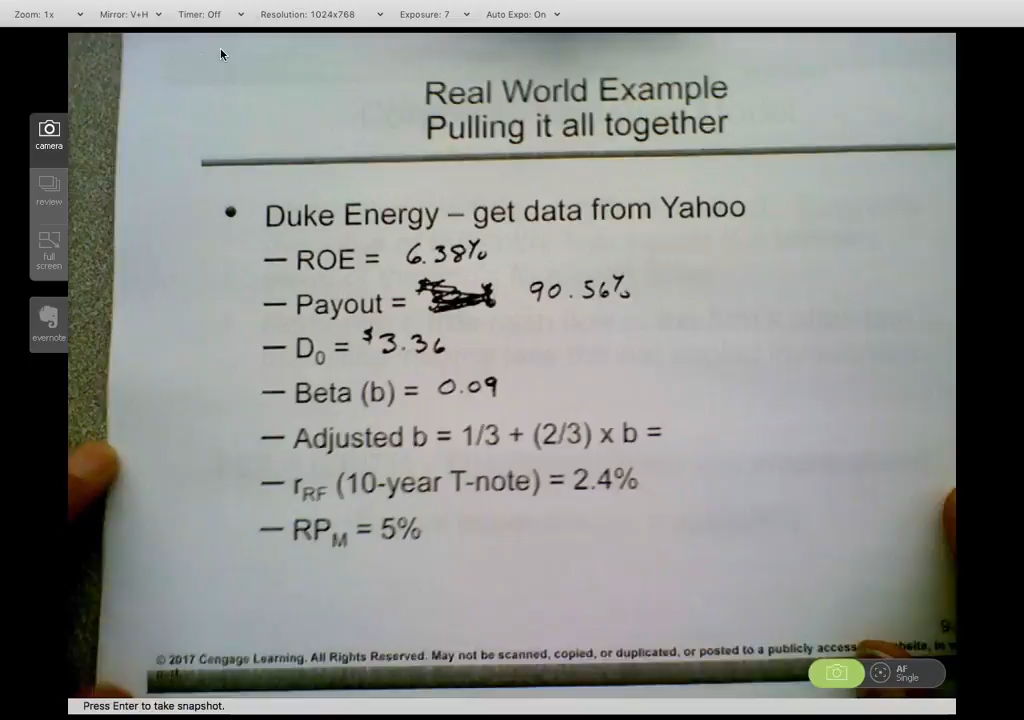 Zoom: 1x Mirror: V+H Timer: Off Resolution: 1024x768 Exposure: 7 Auto Expo: On
camera
review
full
screen
evernote
Real World Example
Pulling it all together
• Duke Energy – get data from Yahoo
– ROE = 6.38%
– Payout = 90.56%
– D0 = $3.36
– Beta (b) = 0.09
– Adjusted b = 1/3 + (2/3) x b =
– rRF (10-year T-note) = 2.4%
– RPM = 5%
9
© 2017 Cengage Learning. All Rights Reserved. May not be scanned, copied, or duplicated, or posted to a publicly access
AF
Single
Press Enter to take snapshot.